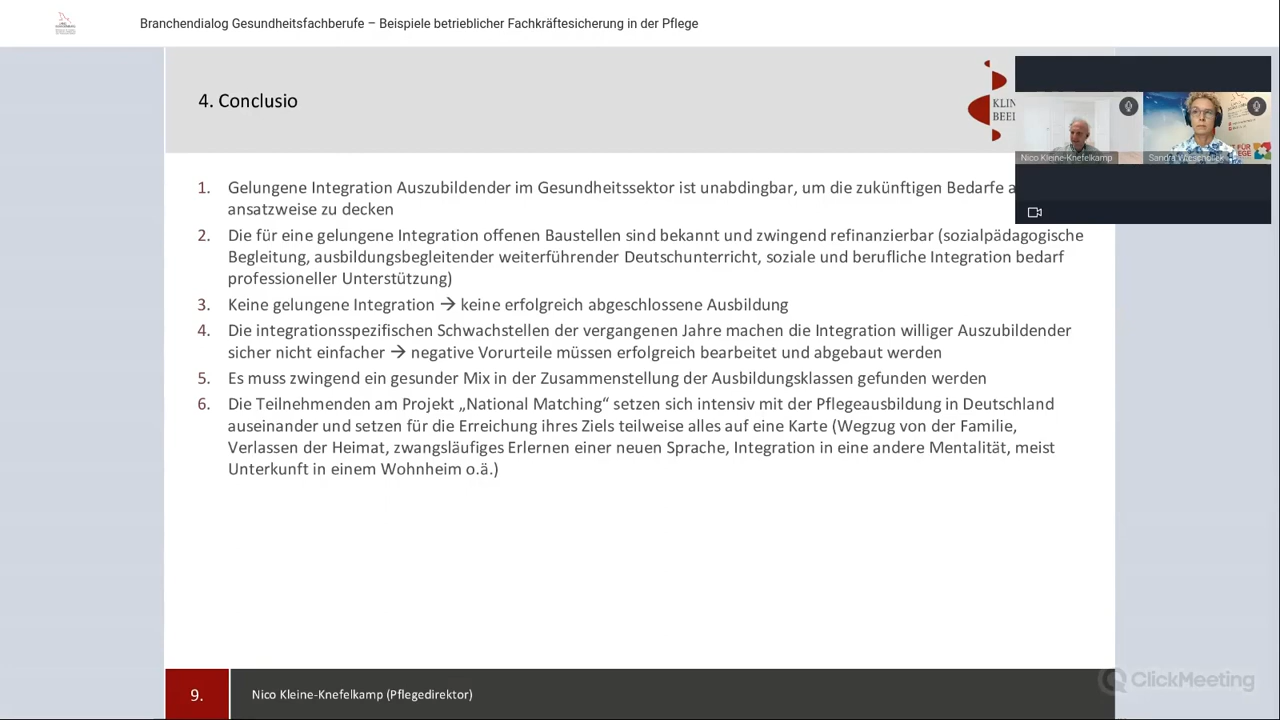 Branchendialog Gesundheitsfachberufe – Beispiele betrieblicher Fachkräftesicherung in der Pflege
4. Conclusio
KLIN
BEEL
Nico Kleine-Knefelkamp
Sandra
1. Gelungene Integration Auszubildender im Gesundheitssektor ist unabdingbar, um die zukünftigen Bedarfe a
ansatzweise zu decken
2. Die für eine gelungene Integration offenen Baustellen sind bekannt und zwingend refinanzierbar (sozialpädagogische
Begleitung, ausbildungsbegleitender weiterführender Deutschunterricht, soziale und berufliche Integration bedarf
professioneller Unterstützung)
3. Keine gelungene Integration → keine erfolgreich abgeschlossene Ausbildung
4. Die integrationsspezifischen Schwachstellen der vergangenen Jahre machen die Integration williger Auszubildender
sicher nicht einfacher → negative Vorurteile müssen erfolgreich bearbeitet und abgebaut werden
5. Es muss zwingend ein gesunder Mix in der Zusammenstellung der Ausbildungsklassen gefunden werden
6. Die Teilnehmenden am Projekt „National Matching“ setzen sich intensiv mit der Pflegeausbildung in Deutschland
auseinander und setzen für die Erreichung ihres Ziels teilweise alles auf eine Karte (Wegzug von der Familie,
Verlassen der Heimat, zwangsläufiges Erlernen einer neuen Sprache, Integration in eine andere Mentalität, meist
Unterkunft in einem Wohnheim o.ä.)
9.
Nico Kleine-Knefelkamp (Pflegedirektor)
ClickMeeting